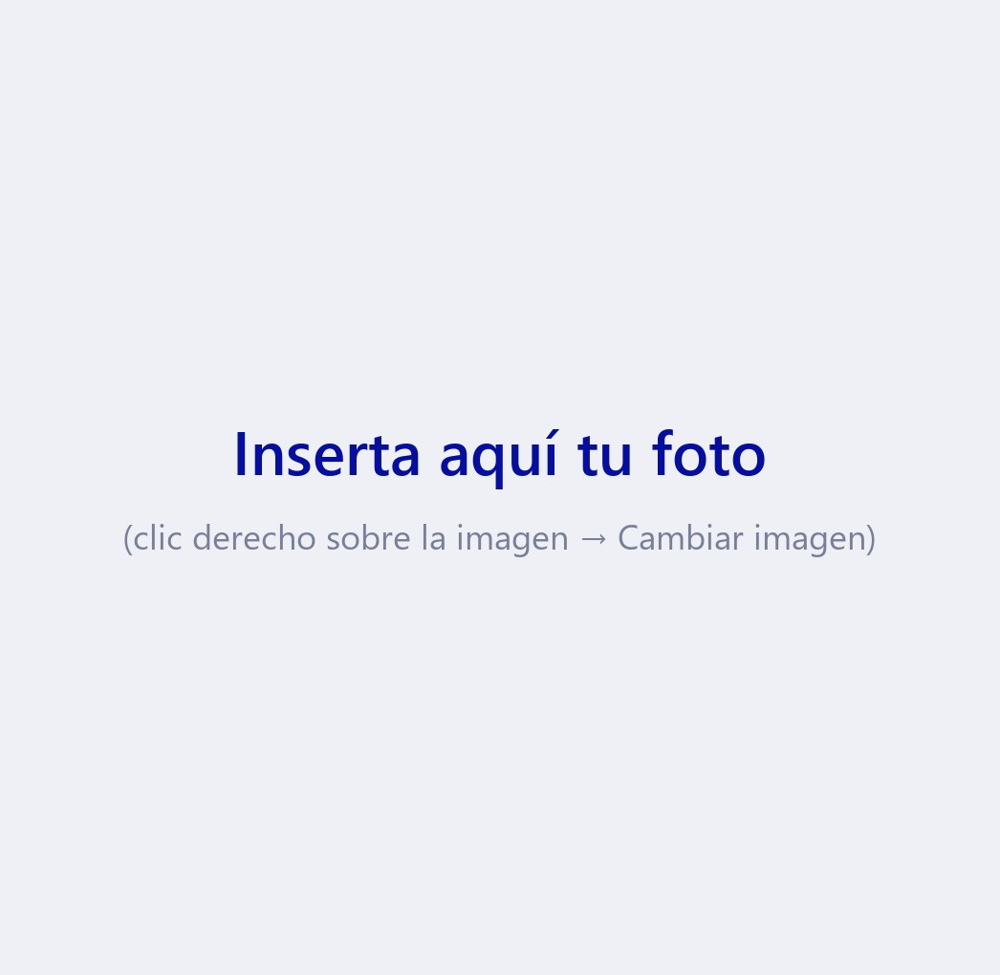 Inserta aquí tu foto
(clic derecho sobre la imagen → Cambiar imagen)